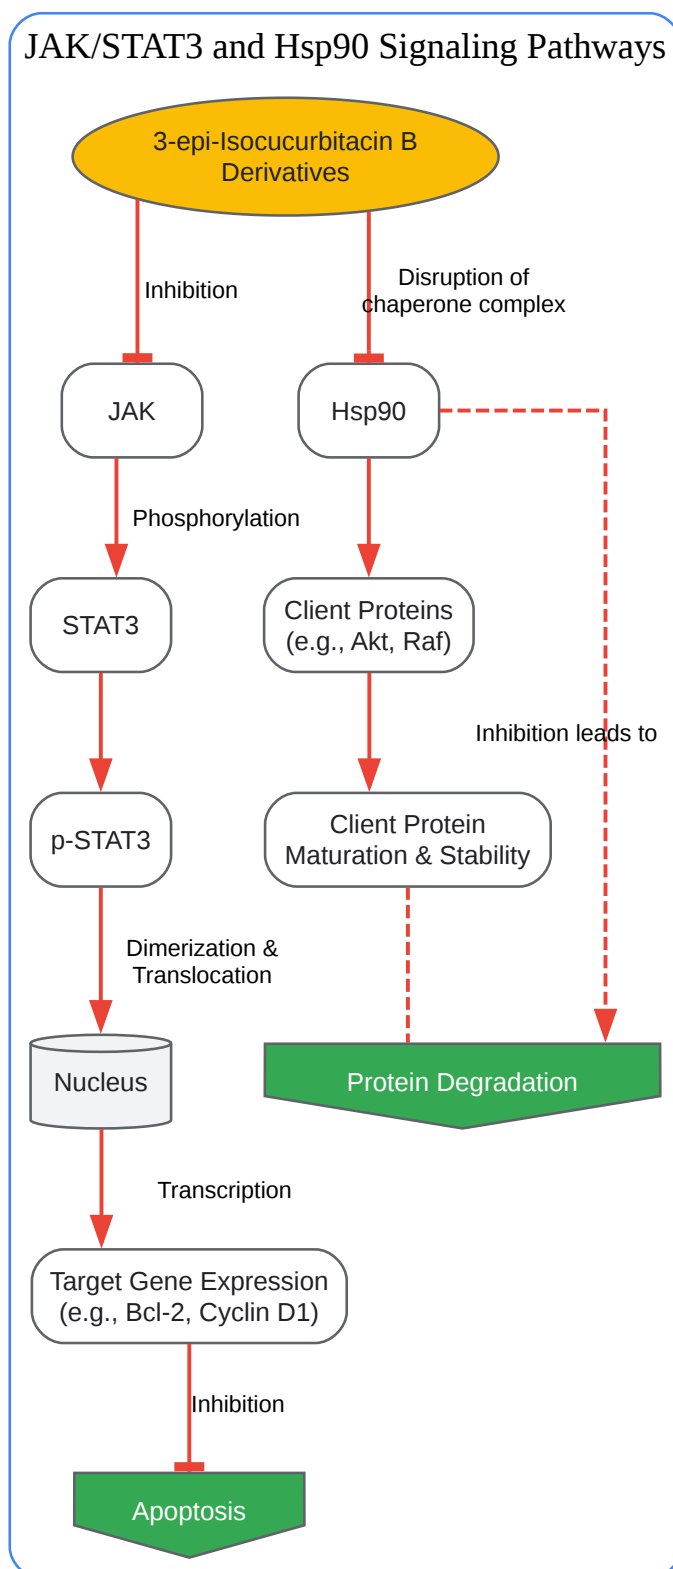 JAK/STAT3 and Hsp90 Signaling Pathways
3-epi-Isocucurbitacin B
Derivatives
Inhibition
Disruption of
chaperone complex
JAK
Hsp90
Phosphorylation
STAT3
Client Proteins
(e.g., Akt, Raf)
Inhibition leads to
p-STAT3
Client Protein
Maturation & Stability
Dimerization &
Translocation
Nucleus
Protein Degradation
Transcription
Target Gene Expression
(e.g., Bcl-2, Cyclin D1)
Inhibition
Apoptosis